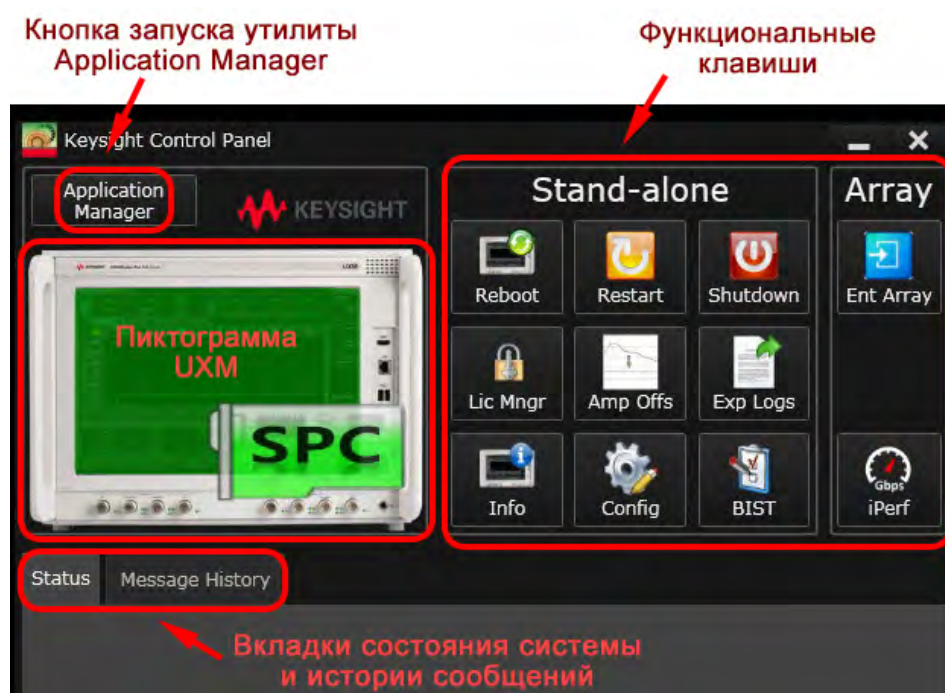 Кнопка запуска утилиты
Application Manager
Функциональные
клавиши
Keysight Control Panel
Application
Manager
KEYSIGHT
Stand-alone
Array
Reboot
Restart
Shutdown
Ent Array
Пиктограмма
UXM
SPC
Lic Mngr
Amp Offs
Exp Logs
Info
Config
BIST
Gbps
iPerf
Status
Message History
Вкладки состояния системы
и истории сообщений